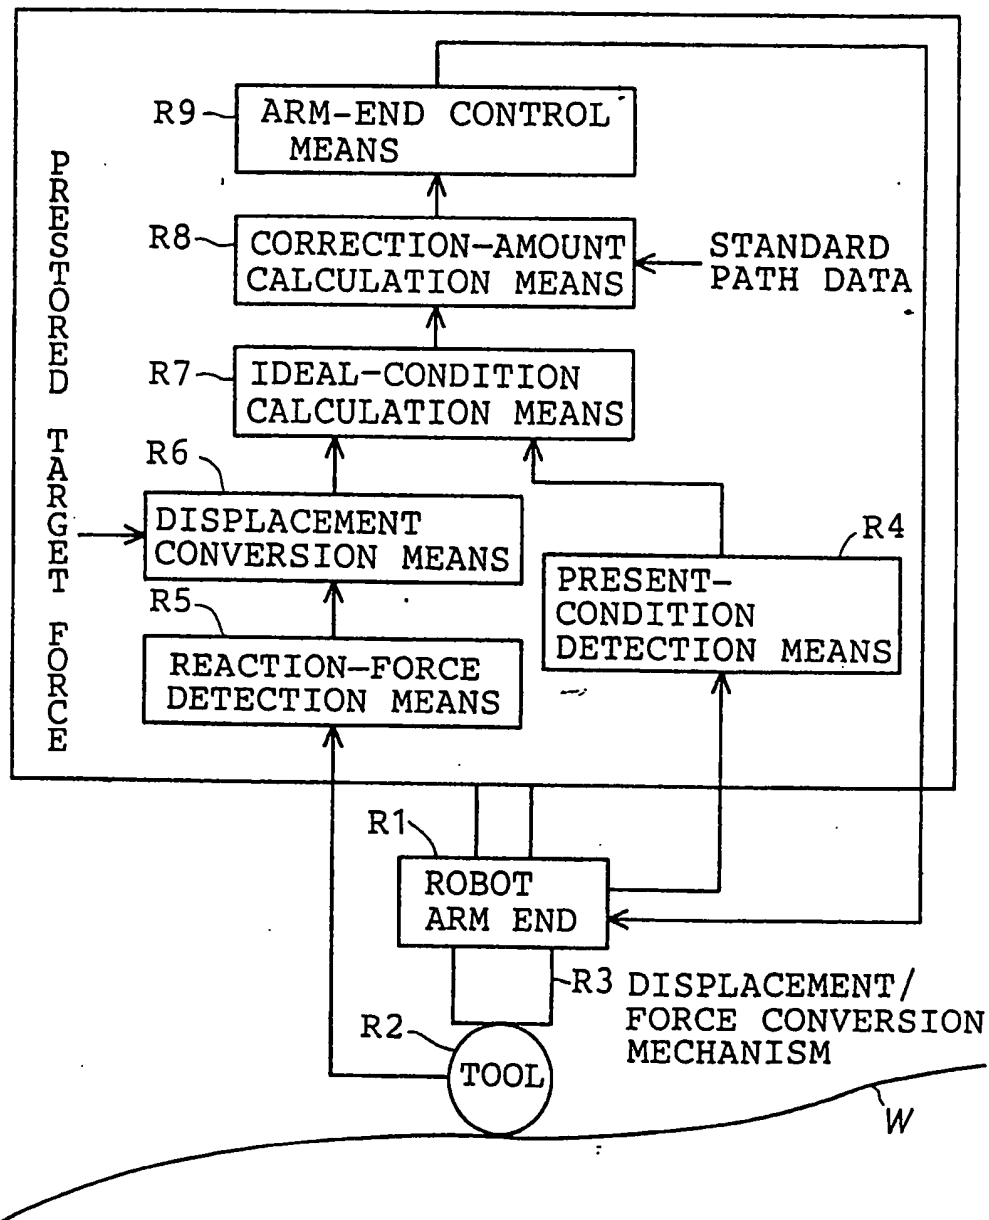 R9
ARM-END CONTROL
MEANS
R8
CORRECTION-AMOUNT
CALCULATION MEANS
STANDARD
PATH DATA
R7
IDEAL-CONDITION
CALCULATION MEANS
PRESTORED TARGET FORCE
R6
DISPLACEMENT
CONVERSION MEANS
R4
PRESENT-
CONDITION
DETECTION MEANS
R5
REACTION-FORCE
DETECTION MEANS
R1
ROBOT
ARM END
R3
DISPLACEMENT/
FORCE CONVERSION
MECHANISM
R2
TOOL
W